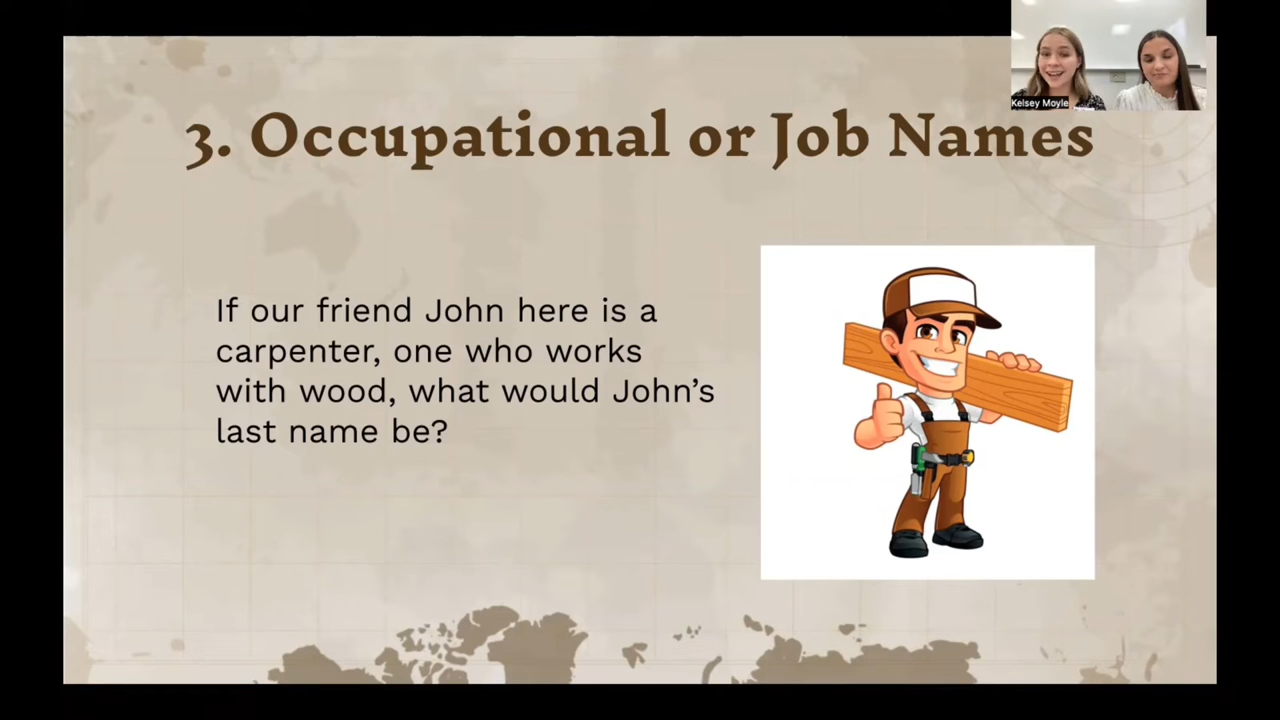 Kelsey Moyle
3. Occupational or Job Names
If our friend John here is a
carpenter, one who works
with wood, what would John’s
last name be?